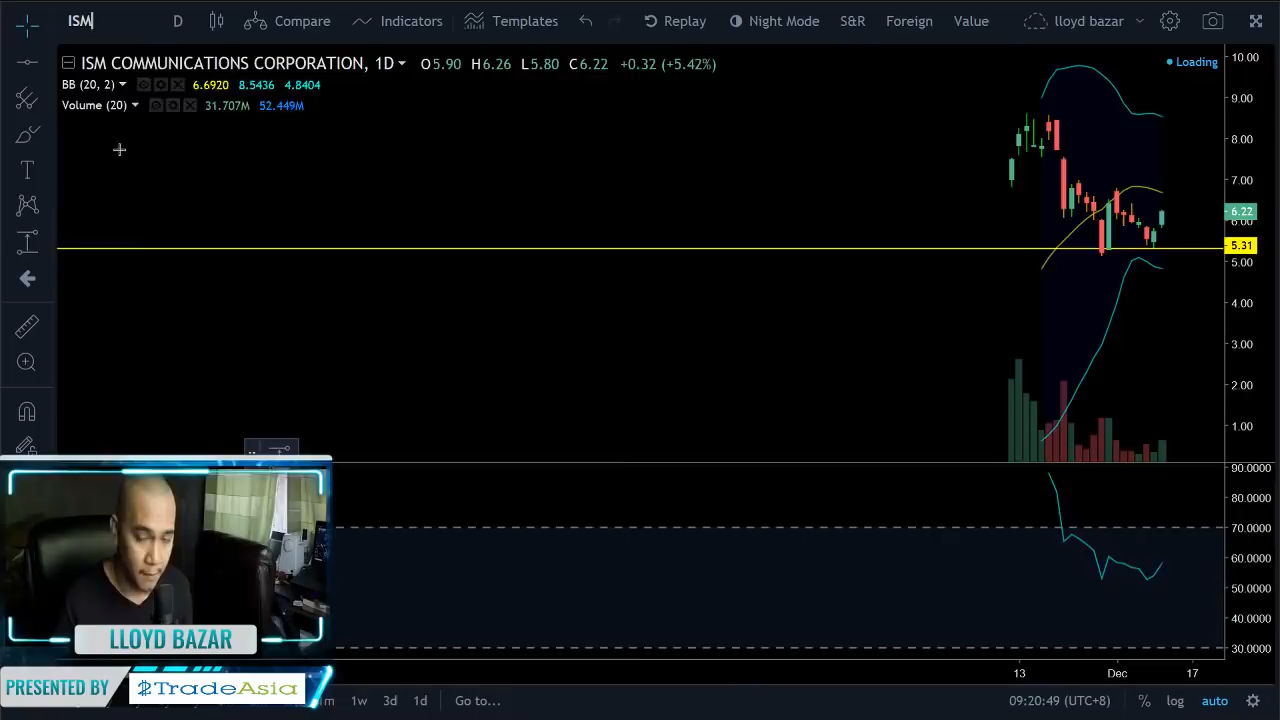 ISM D Compare Indicators Templates Replay Night Mode S&R Foreign Value lloyd bazar
ISM COMMUNICATIONS CORPORATION, 1D O5.90 H6.26 L5.80 C6.22 +0.32 (+5.42%)
Loading
BB (20, 2) 6.6920 8.5436 4.8404
Volume (20) 31.707M 52.449M
10.00
9.00
8.00
7.00
6.22
6.00
5.31
5.00
4.00
3.00
2.00
1.00
90.0000
80.0000
70.0000
60.0000
50.0000
40.0000
30.0000
13 Dec 17
LLOYD BAZAR
PRESENTED BY TradeAsia
1w 3d 1d Go to... 09:20:49 (UTC+8) % log auto